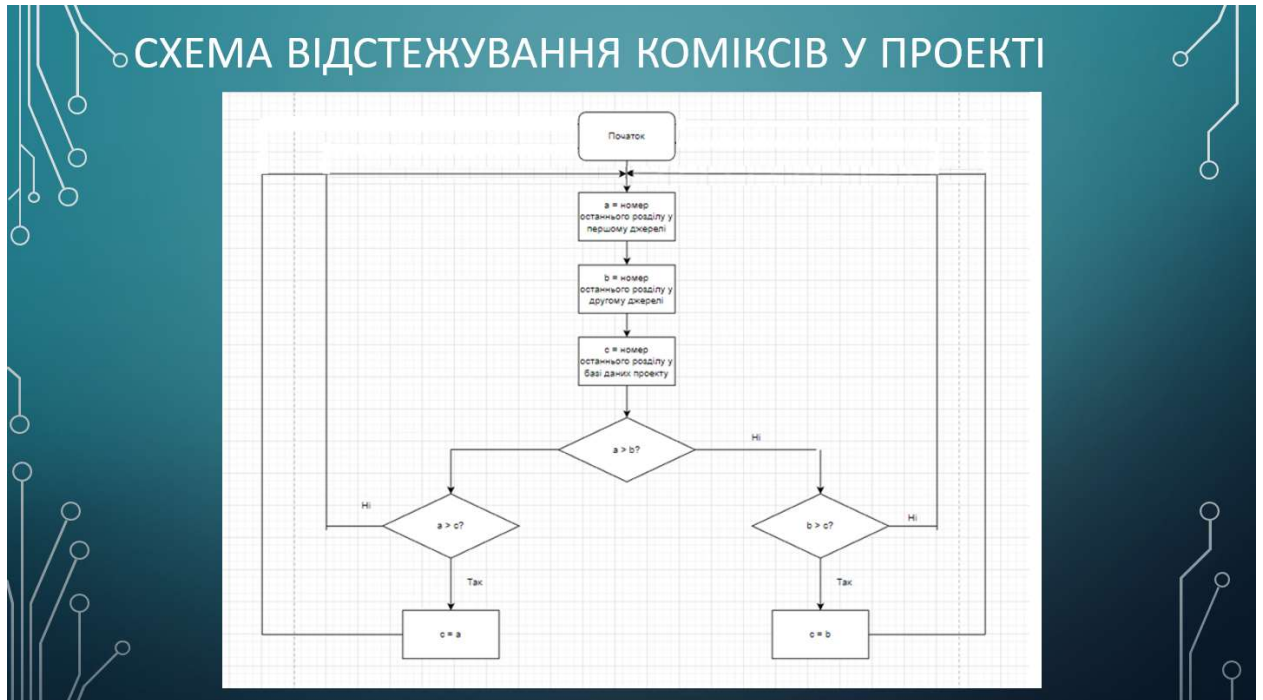 СХЕМА ВІДСТЕЖУВАННЯ КОМІКСІВ У ПРОЕКТІ
Початок
a = номер
останнього розділу у
першому джерелі
b = номер
останнього розділу у
другому джерелі
c = номер
останнього розділу у
базі даних проекту
a > b?
Ні
Ні
a > c?
b > c?
Ні
Так
Так
c = a
c = b